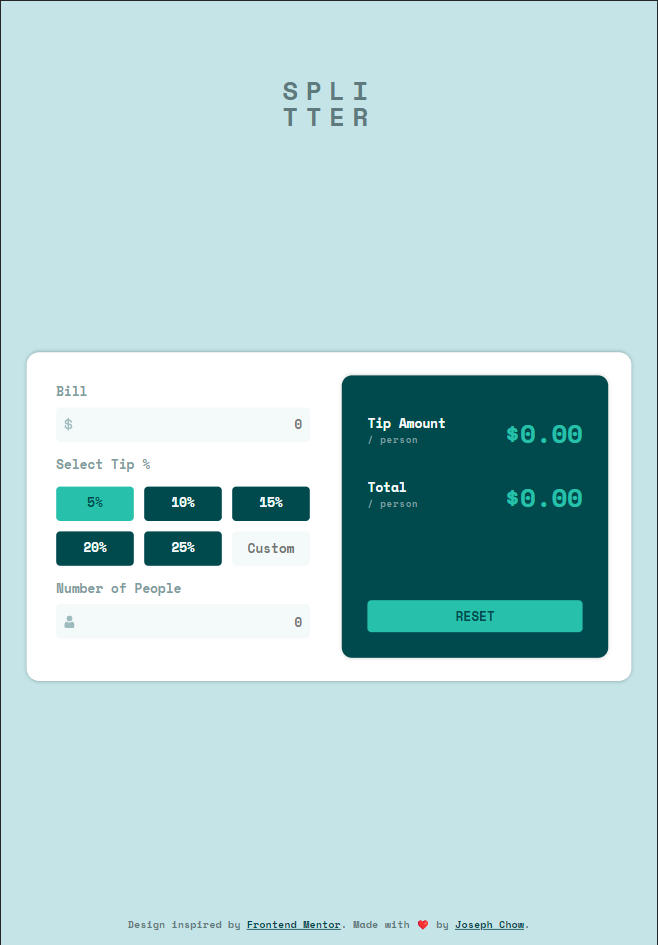 SPLI
TTER
Bill
$ 0
Select Tip %
5% 10% 15%
20% 25% Custom
Number of People
0
Tip Amount
/ person
$0.00
Total
/ person
$0.00
RESET
Design inspired by Frontend Mentor. Made with ❤️ by Joseph Chow.